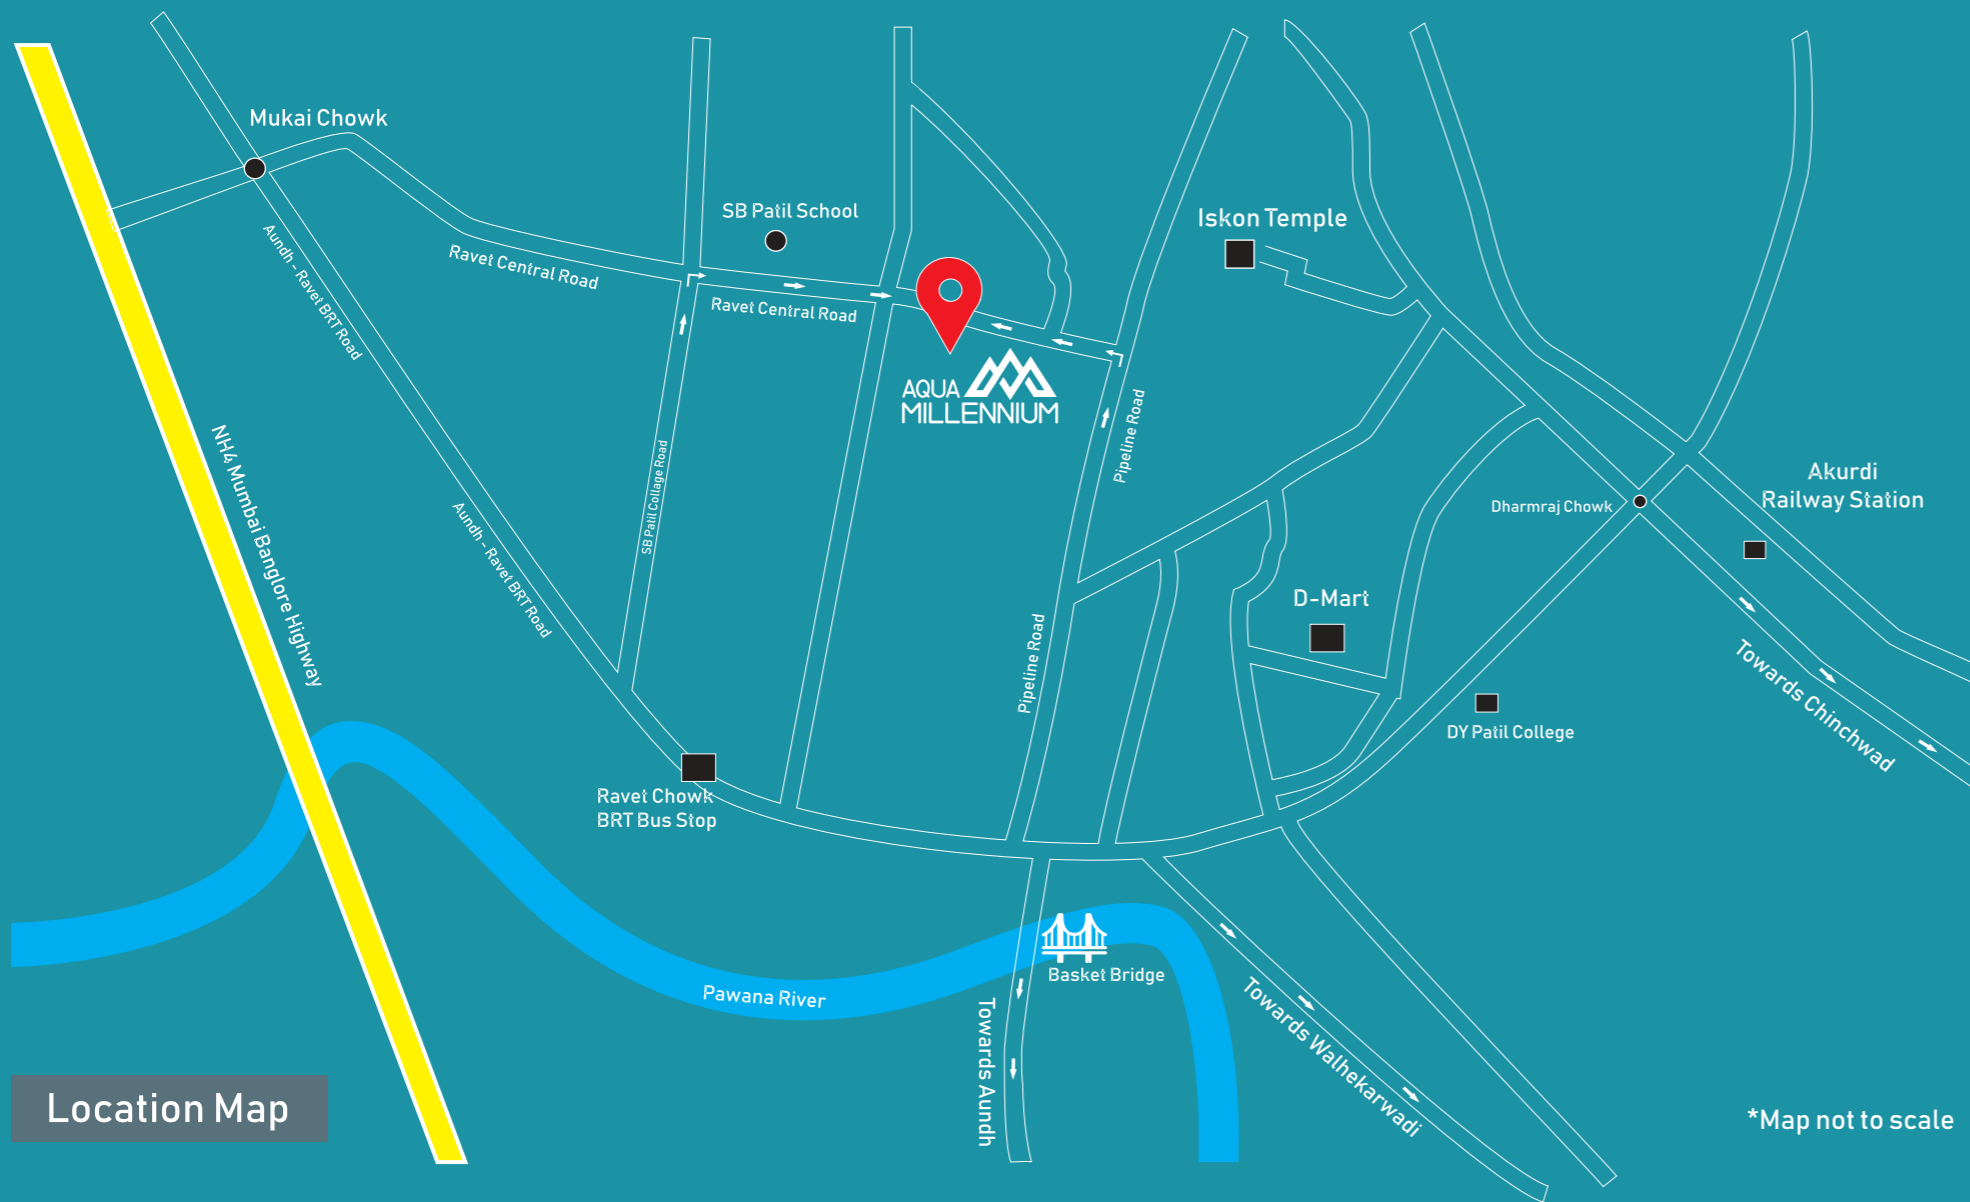 Mukai Chowk
SB Patil School
Iskon Temple
Aundh - Ravet BRT Road
Ravet Central Road
Ravet Central Road
AQUA
MILLENNIUM
Pipeline Road
NH4 Mumbai Banglore Highway
SB Patil Collage Road
Aundh - Ravet BRT Road
Akurdi
Railway Station
Dharmraj Chowk
D-Mart
Pipeline Road
Towards Chinchwad
DY Patil College
Ravet Chowk
BRT Bus Stop
Basket Bridge
Pawana River
Towards Aundh
Towards Walhekarwadi
Location Map
*Map not to scale